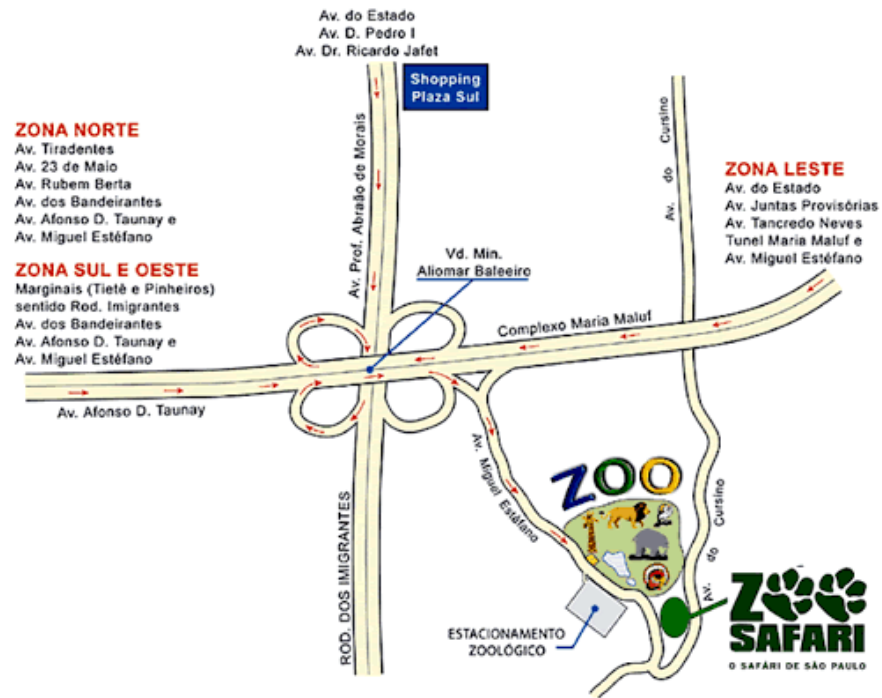 Av. do Estado
Av. D. Pedro I
Av. Dr. Ricardo Jafet
Shopping
Plaza Sul
ZONA NORTE
Av. Tiradentes
Av. 23 de Maio
Av. Rubem Berta
Av. dos Bandeirantes
Av. Afonso D. Taunay e
Av. Miguel Estéfano
ZONA SUL E OESTE
Marginais (Tietê e Pinheiros)
sentido Rod. Imigrantes
Av. dos Bandeirantes
Av. Afonso D. Taunay e
Av. Miguel Estéfano
Av. Prof. Abraão de Morais
Vd. Min.
Aliomar Baleeiro
Av. do Cursino
ZONA LESTE
Av. do Estado
Av. Juntas Provisórias
Av. Tancredo Neves
Tunel Maria Maluf e
Av. Miguel Estéfano
Complexo Maria Maluf
Av. Afonso D. Taunay
Av. Miguel Estéfano
ROD. DOS IMIGRANTES
ZOO
Av. do Cursino
ESTACIONAMENTO
ZOOLÓGICO
ZOO
SAFARI
O SAFÁRI DE SÃO PAULO